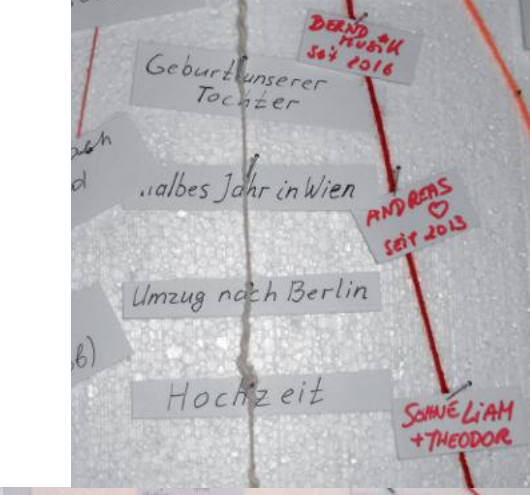 BERND
MUSIK
Seit 2016
Geburt unserer
Tochter
d
..albes Jahr in Wien
ANDREAS
♡
seit 2013
Umzug nach Berlin
b)
Hochzeit
SÖHNE LiAM
+THEODOR